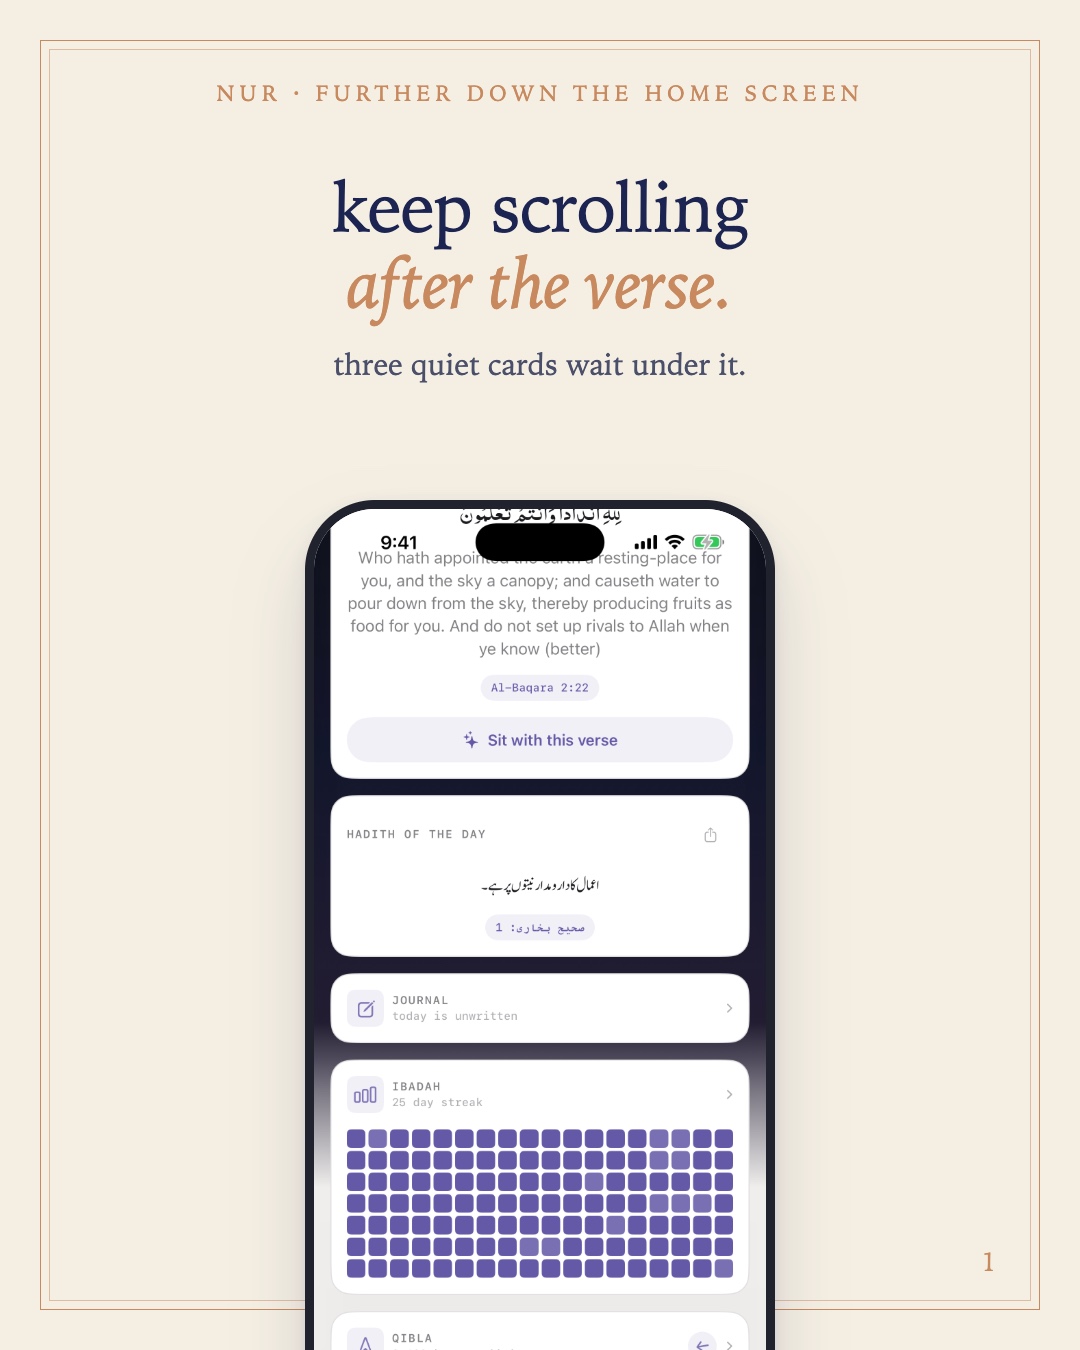 NUR · FURTHER DOWN THE HOME SCREEN
keep scrolling
after the verse.
three quiet cards wait under it.
9:41
Who hath appointed the earth a resting-place for
you, and the sky a canopy; and causeth water to
pour down from the sky, thereby producing fruits as
food for you. And do not set up rivals to Allah when
ye know (better)
Al-Baqara 2:22
Sit with this verse
HADITH OF THE DAY
اعمال کا دارومدار نیتوں پر ہے۔
صحیح بخاری: 1
JOURNAL
today is unwritten
IBADAH
25 day streak
QIBLA
1